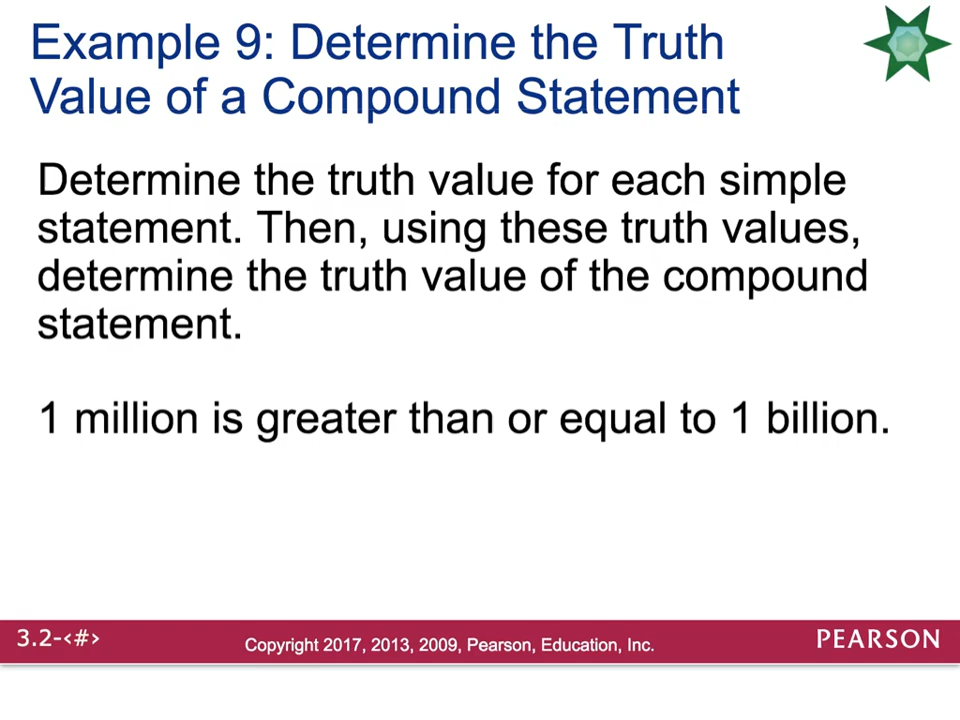 Example 9: Determine the Truth
Value of a Compound Statement
Determine the truth value for each simple
statement. Then, using these truth values,
determine the truth value of the compound
statement.
1 million is greater than or equal to 1 billion.
3.2-‹#›
Copyright 2017, 2013, 2009, Pearson, Education, Inc.
PEARSON